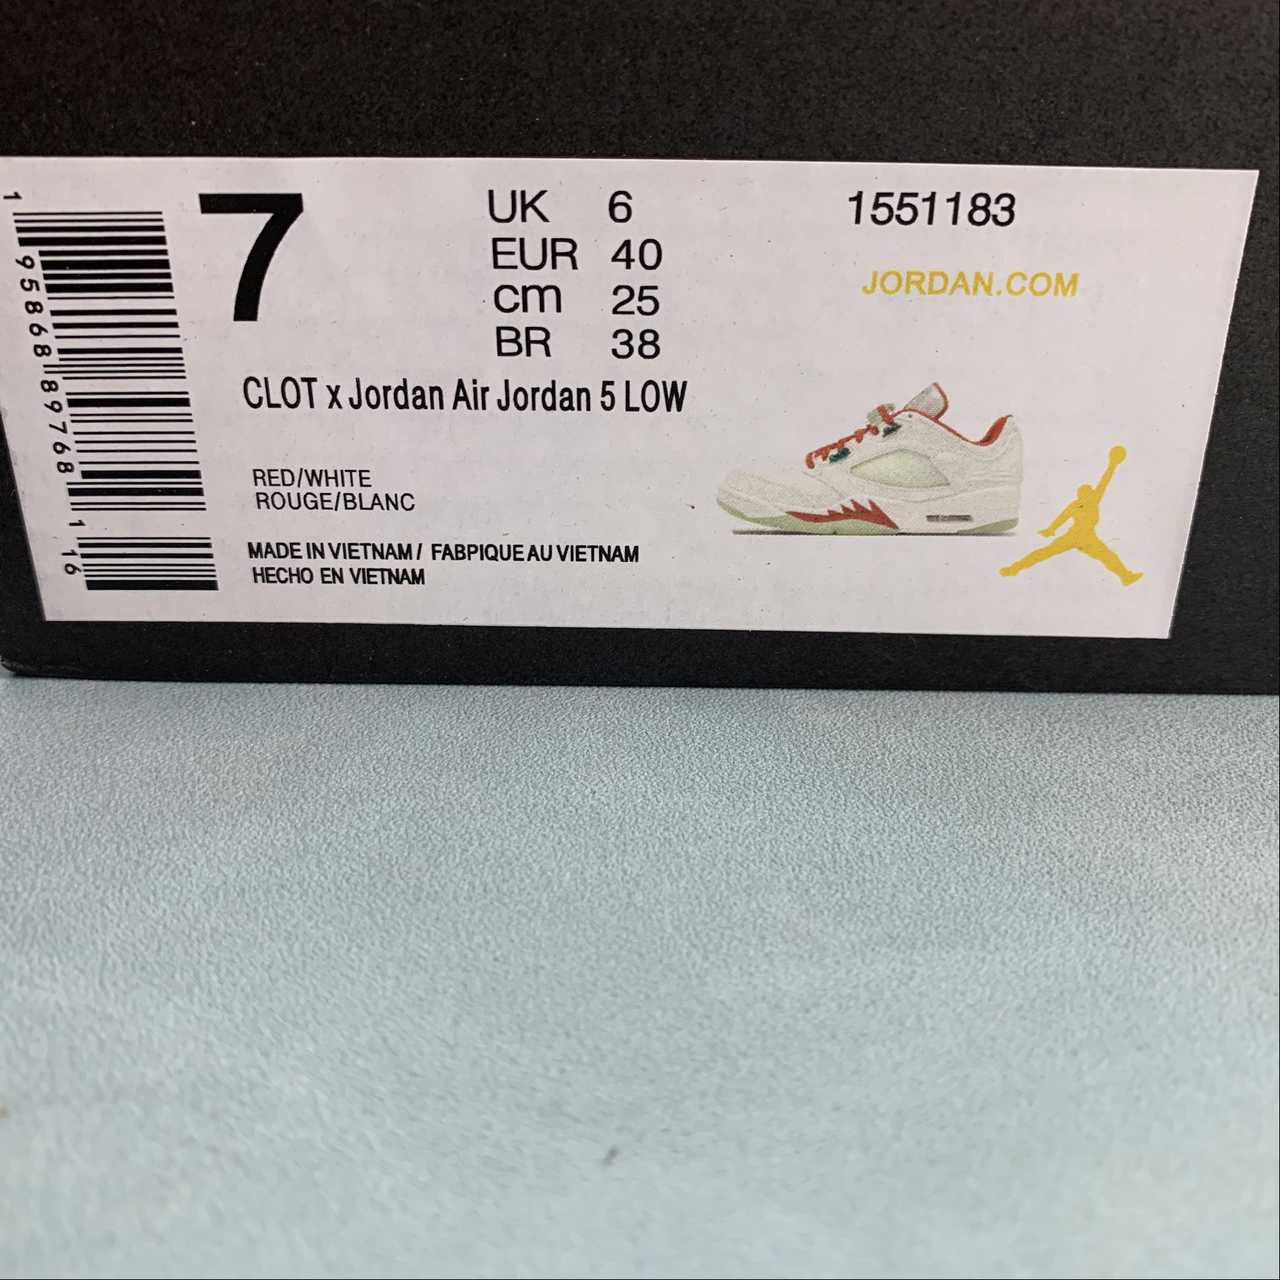 7
UK 6
EUR 40
cm 25
BR 38
1551183
JORDAN.COM
CLOT x Jordan Air Jordan 5 LOW
RED/WHITE
ROUGE/BLANC
MADE IN VIETNAM / FABPIQUE AU VIETNAM
HECHO EN VIETNAM
1 95868 89768 1 16